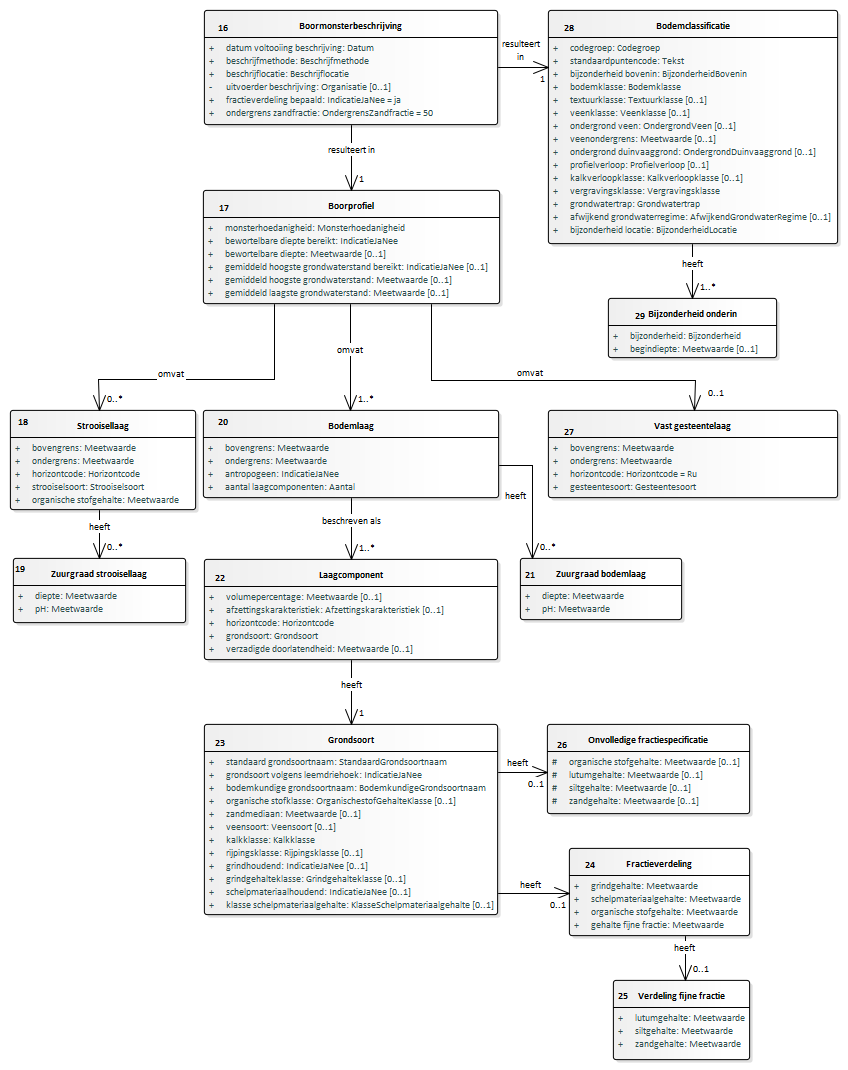 16 Boormonsterbeschrijving
+ datum voltooiing beschrijving: Datum
+ beschrijfmethode: Beschrijfmethode
+ beschrijflocatie: Beschrijflocatie
- uitvoerder beschrijving: Organisatie [0..1]
+ fractieverdeling bepaald: IndicatieJaNee = ja
+ ondergrens zandfractie: OndergrensZandfractie = 50
resulteert
in
1
28 Bodemclassificatie
+ codegroep: Codegroep
+ standaardpuntencode: Tekst
+ bijzonderheid bovenin: BijzonderheidBovenin
+ bodemklasse: Bodemklasse
+ textuurklasse: Textuurklasse [0..1]
+ veenklasse: Veenklasse [0..1]
+ ondergrond veen: OndergrondVeen [0..1]
+ veenondergrens: Meetwaarde [0..1]
+ ondergrond duinvaaggrond: OndergrondDuinvaaggrond [0..1]
+ profielverloop: Profielverloop [0..1]
+ kalkverloopklasse: Kalkverloopklasse [0..1]
+ vergravingsklasse: Vergravingsklasse
+ grondwatertrap: Grondwatertrap
+ afwijkend grondwaterregime: AfwijkendGrondwaterRegime [0..1]
+ bijzonderheid locatie: BijzonderheidLocatie
resulteert in
1
17 Boorprofiel
+ monsterhoedanigheid: Monsterhoedanigheid
+ bewortelbare diepte bereikt: IndicatieJaNee
+ bewortelbare diepte: Meetwaarde [0..1]
+ gemiddeld hoogste grondwaterstand bereikt: IndicatieJaNee [0..1]
+ gemiddeld hoogste grondwaterstand: Meetwaarde [0..1]
+ gemiddeld laagste grondwaterstand: Meetwaarde [0..1]
heeft
1..*
29 Bijzonderheid onderin
+ bijzonderheid: Bijzonderheid
+ begindiepte: Meetwaarde [0..1]
omvat
0..*
omvat
1..*
omvat
0..1
18 Strooisellaag
+ bovengrens: Meetwaarde
+ ondergrens: Meetwaarde
+ horizontcode: Horizontcode
+ strooiselsoort: Strooiselsoort
+ organische stofgehalte: Meetwaarde
20 Bodemlaag
+ bovengrens: Meetwaarde
+ ondergrens: Meetwaarde
+ antropogeen: IndicatieJaNee
+ aantal laagcomponenten: Aantal
27 Vast gesteentelaag
+ bovengrens: Meetwaarde
+ ondergrens: Meetwaarde
+ horizontcode: Horizontcode = Ru
+ gesteentesoort: Gesteentesoort
heeft
0..*
beschreven als
1..*
heeft
0..*
19 Zuurgraad strooisellaag
+ diepte: Meetwaarde
+ pH: Meetwaarde
22 Laagcomponent
+ volumepercentage: Meetwaarde [0..1]
+ afzettingskarakteristiek: Afzettingskarakteristiek [0..1]
+ horizontcode: Horizontcode
+ grondsoort: Grondsoort
+ verzadigde doorlatendheid: Meetwaarde [0..1]
21 Zuurgraad bodemlaag
+ diepte: Meetwaarde
+ pH: Meetwaarde
heeft
1
23 Grondsoort
+ standaard grondsoortnaam: StandaardGrondsoortnaam
+ grondsoort volgens leemdriehoek: IndicatieJaNee
+ bodemkundige grondsoortnaam: BodemkundigeGrondsoortnaam
+ organische stofklasse: OrganischestofGehalteKlasse [0..1]
+ zandmediaan: Meetwaarde [0..1]
+ veensoort: Veensoort [0..1]
+ kalkklasse: Kalkklasse
+ rijpingsklasse: Rijpingsklasse [0..1]
+ grindhoudend: IndicatieJaNee [0..1]
+ grindgehalteklasse: Grindgehalteklasse [0..1]
+ schelpmateriaalhoudend: IndicatieJaNee [0..1]
+ klasse schelpmateriaalgehalte: KlasseSchelpmateriaalgehalte [0..1]
heeft
0..1
26 Onvolledige fractiespecificatie
# organische stofgehalte: Meetwaarde [0..1]
# lutumgehalte: Meetwaarde [0..1]
# siltgehalte: Meetwaarde [0..1]
# zandgehalte: Meetwaarde [0..1]
heeft
0..1
24 Fractieverdeling
+ grindgehalte: Meetwaarde
+ schelpmateriaalgehalte: Meetwaarde
+ organische stofgehalte: Meetwaarde
+ gehalte fijne fractie: Meetwaarde
heeft
0..1
25 Verdeling fijne fractie
+ lutumgehalte: Meetwaarde
+ siltgehalte: Meetwaarde
+ zandgehalte: Meetwaarde